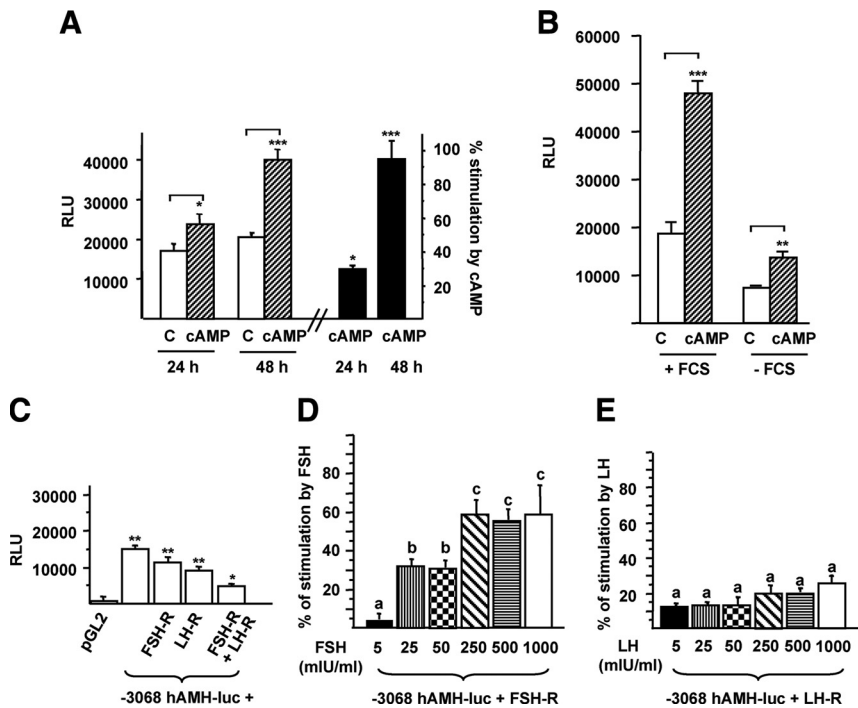 A
RLU
40000
30000
20000
10000
*
***
*
***
100
80
60
40
20
% stimulation by cAMP
C cAMP
C cAMP
cAMP
cAMP
24 h
48 h
24 h
48 h
B
RLU
60000
50000
40000
30000
20000
10000
***
**
C cAMP
C cAMP
+ FCS
- FCS
C
RLU
30000
20000
10000
**
**
**
*
pGL2
FSH-R
LH-R
FSH-R
+ LH-R
-3068 hAMH-luc +
D
% of stimulation by FSH
80
60
40
20
a
b
b
c
c
c
FSH
(mIU/ml)
5 25 50 250 500 1000
-3068 hAMH-luc + FSH-R
E
% of stimulation by LH
80
60
40
20
a
a
a
a
a
a
LH
(mIU/ml)
5 25 50 250 500 1000
-3068 hAMH-luc + LH-R